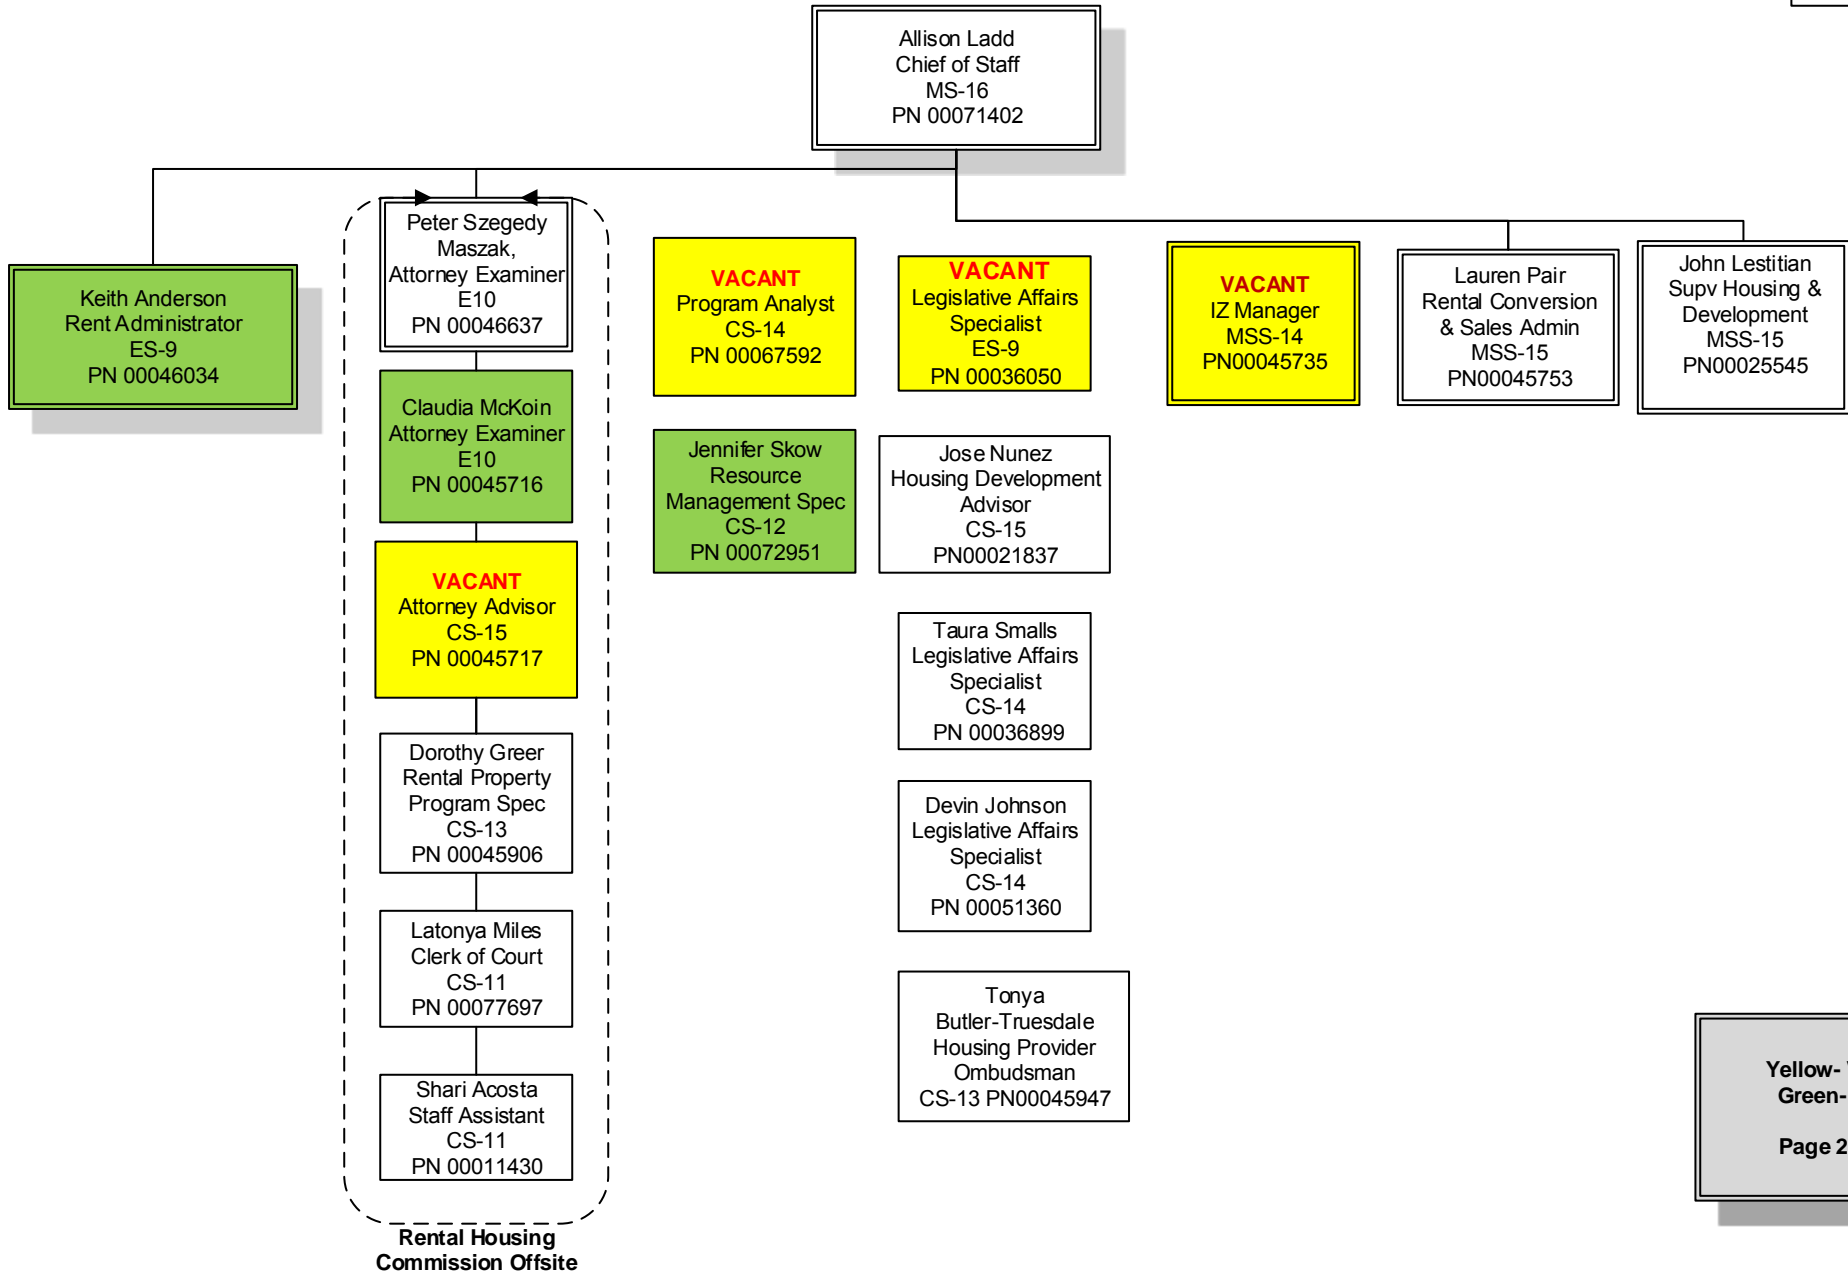 Allison Ladd
Chief of Staff
MS-16
PN 00071402
Keith Anderson
Rent Administrator
ES-9
PN 00046034
Peter Szegedy
Maszak,
Attorney Examiner
E10
PN 00046637
Claudia McKoin
Attorney Examiner
E10
PN 00045716
VACANT
Attorney Advisor
CS-15
PN 00045717
Dorothy Greer
Rental Property
Program Spec
CS-13
PN 00045906
Latonya Miles
Clerk of Court
CS-11
PN 00077697
Shari Acosta
Staff Assistant
CS-11
PN 00011430
Rental Housing
Commission Offsite
VACANT
Program Analyst
CS-14
PN 00067592
Jennifer Skow
Resource
Management Spec
CS-12
PN 00072951
VACANT
Legislative Affairs
Specialist
ES-9
PN 00036050
Jose Nunez
Housing Development
Advisor
CS-15
PN00021837
Taura Smalls
Legislative Affairs
Specialist
CS-14
PN 00036899
Devin Johnson
Legislative Affairs
Specialist
CS-14
PN 00051360
Tonya
Butler-Truesdale
Housing Provider
Ombudsman
CS-13 PN00045947
VACANT
IZ Manager
MSS-14
PN00045735
Lauren Pair
Rental Conversion
& Sales Admin
MSS-15
PN00045753
John Lestitian
Supv Housing &
Development
MSS-15
PN00025545
Yellow-
Green-
Page 2